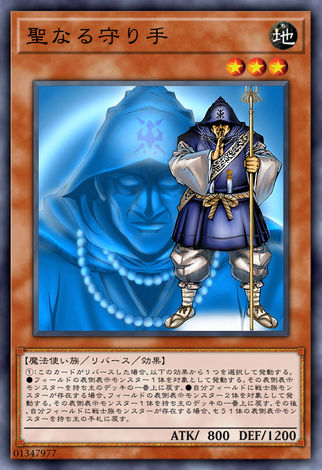 聖なる守り手
地
【魔法使い族／リバース／効果】
①：このカードがリバースした場合、以下の効果から１つを選択して発動する。
●フィールドの表側表示モンスター１体を対象として発動する。その表側表示
モンスターを持ち主のデッキの一番上に戻す。●自分フィールドに戦士族モン
スターが存在する場合、フィールドの表側表示モンスター２体を対象として発
動する。その表側表示モンスターを持ち主のデッキの一番上に戻す。その後、
、自分フィールドに戦士族モンスターが存在する場合、もう１体の表側表示モン
スターを持ち主の手札に戻す。
ATK/ 800 DEF/1200
01347977